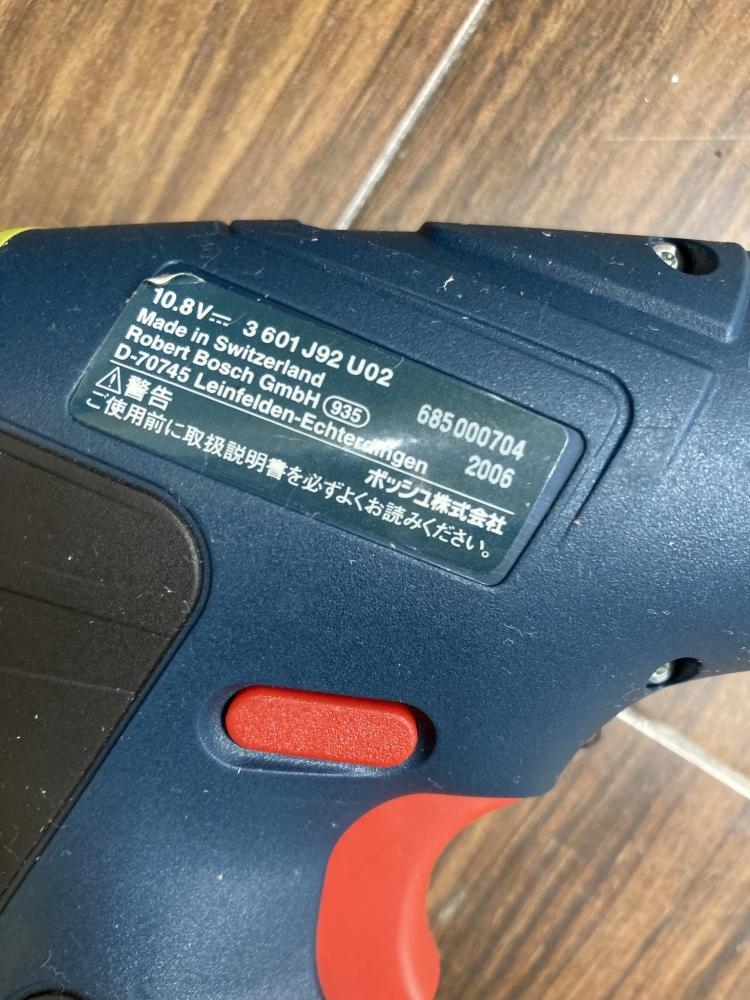 10.8V⎓ 3 601 J92 U02
Made in Switzerland
Robert Bosch GmbH 935 685000704
D-70745 Leinfelden-Echterdingen 2006
⚠警告 ボッシュ株式会社
ご使用前に取扱説明書を必ずよくお読みください。